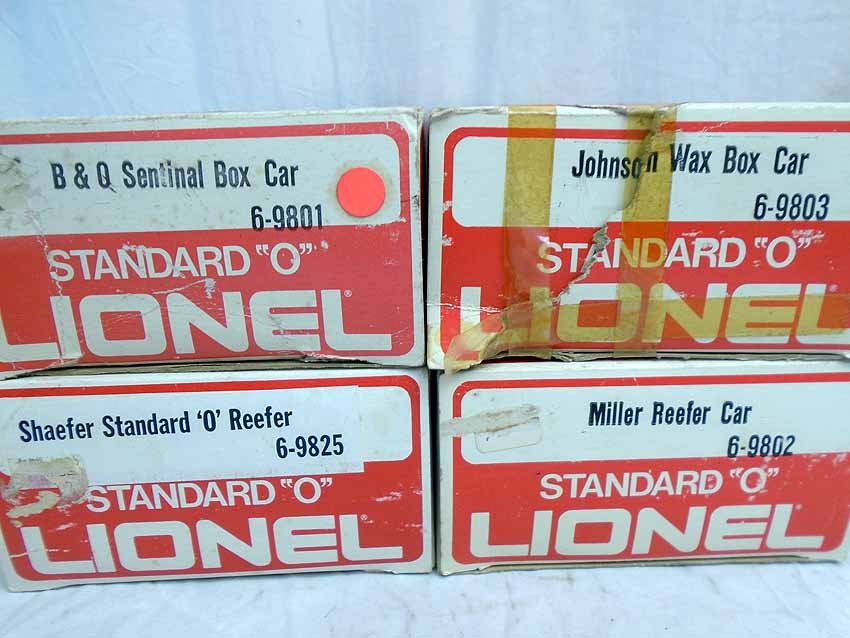 B & Q Sentinal Box Car
6-9801
STANDARD "O"
LIONEL®
Johnson Wax Box Car
6-9803
STANDARD "O"
LIONEL
Shaefer Standard 'O' Reefer
6-9825
STANDARD "O"
LIONEL®
Miller Reefer Car
6-9802
STANDARD "O"
LIONEL®